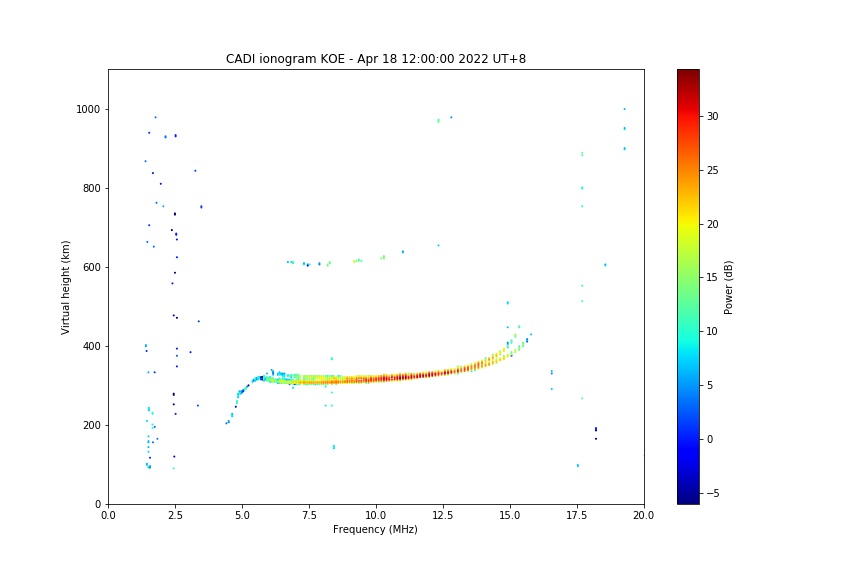 CADI ionogram KOE - Apr 18 12:00:00 2022 UT+8
1000
800
600
400
200
0
Virtual height (km)
0.0 2.5 5.0 7.5 10.0 12.5 15.0 17.5 20.0
Frequency (MHz)
30
25
20
15
10
5
0
−5
Power (dB)